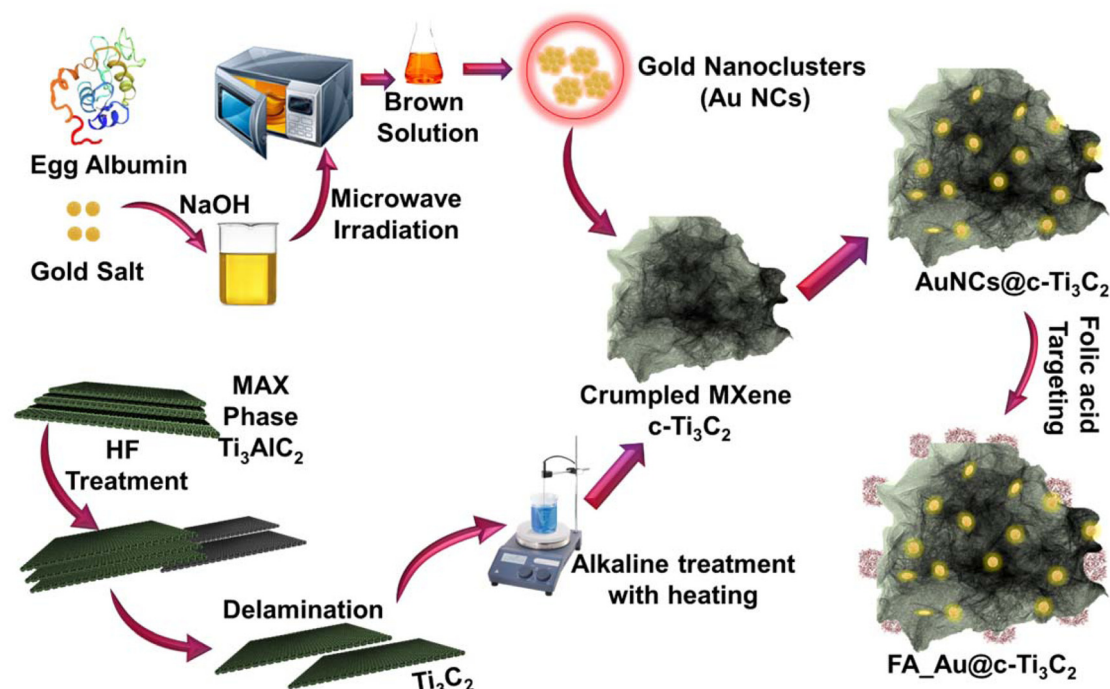 Egg Albumin
Gold Salt
NaOH
Microwave
Irradiation
Brown
Solution
Gold Nanoclusters
(Au NCs)
AuNCs@c-Ti₃C₂
Folic acid
Targeting
FA_Au@c-Ti₃C₂
MAX
Phase
Ti₃AlC₂
HF
Treatment
Delamination
Ti₃C₂
Alkaline treatment
with heating
Crumpled MXene
c-Ti₃C₂